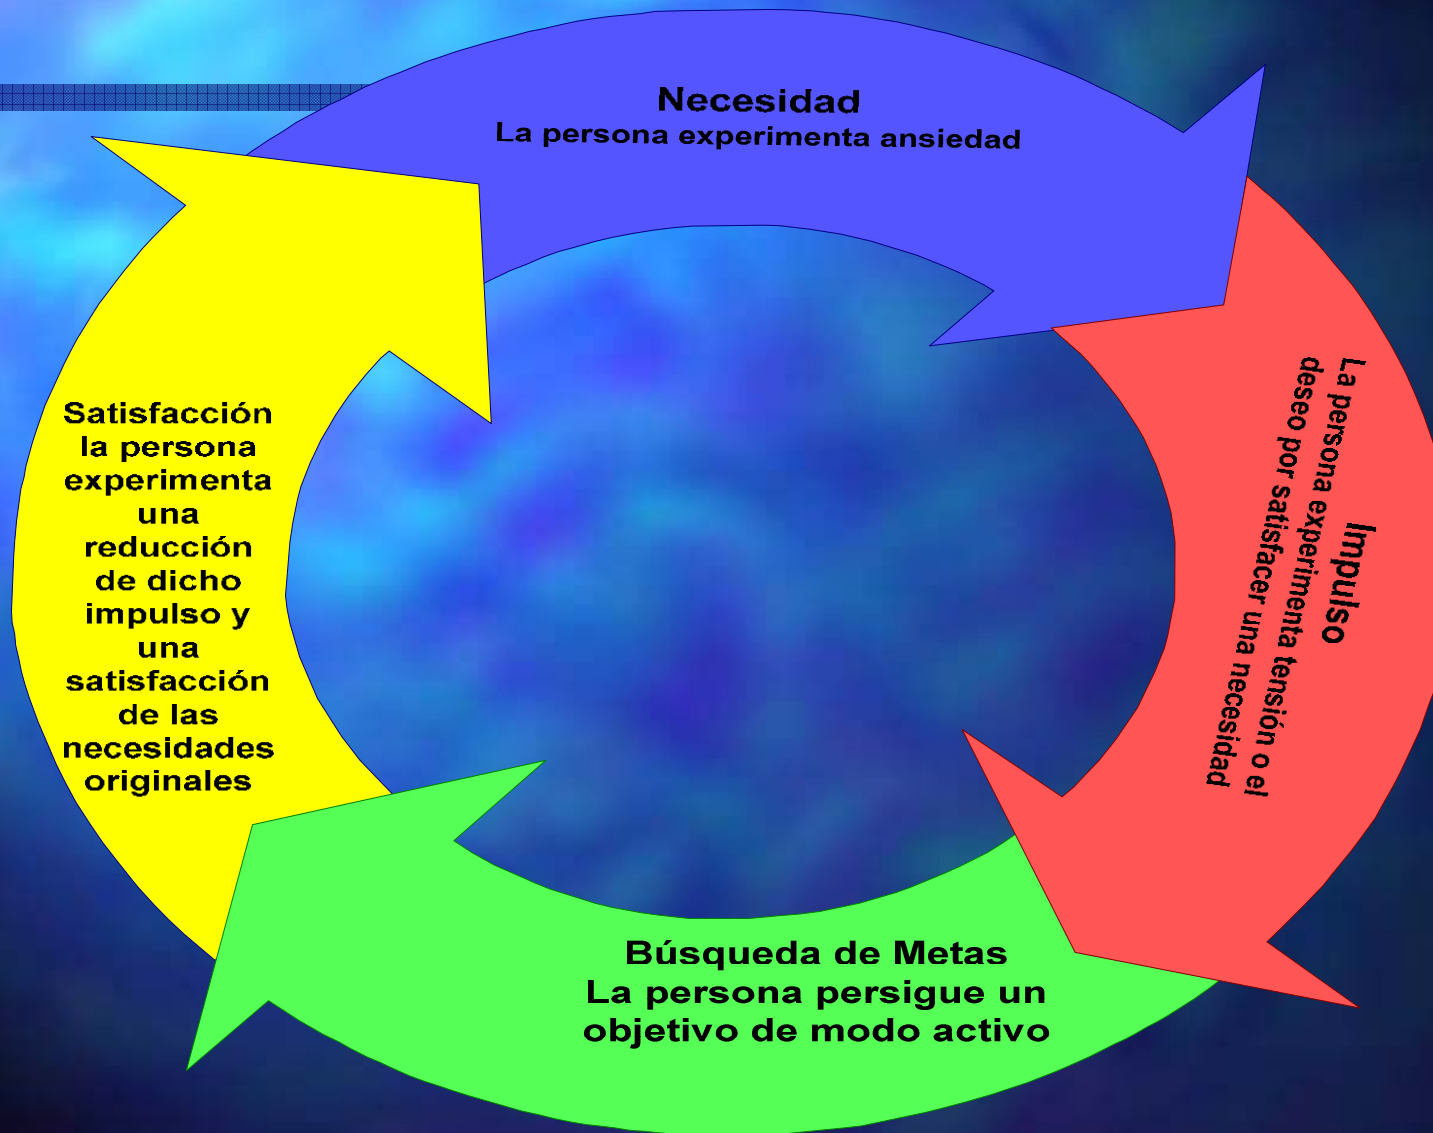 Necesidad
La persona experimenta ansiedad
Impulso
La persona experimenta tensión o el
deseo por satisfacer una necesidad
Búsqueda de Metas
La persona persigue un
objetivo de modo activo
Satisfacción
la persona
experimenta
una
reducción
de dicho
impulso y
una
satisfacción
de las
necesidades
originales